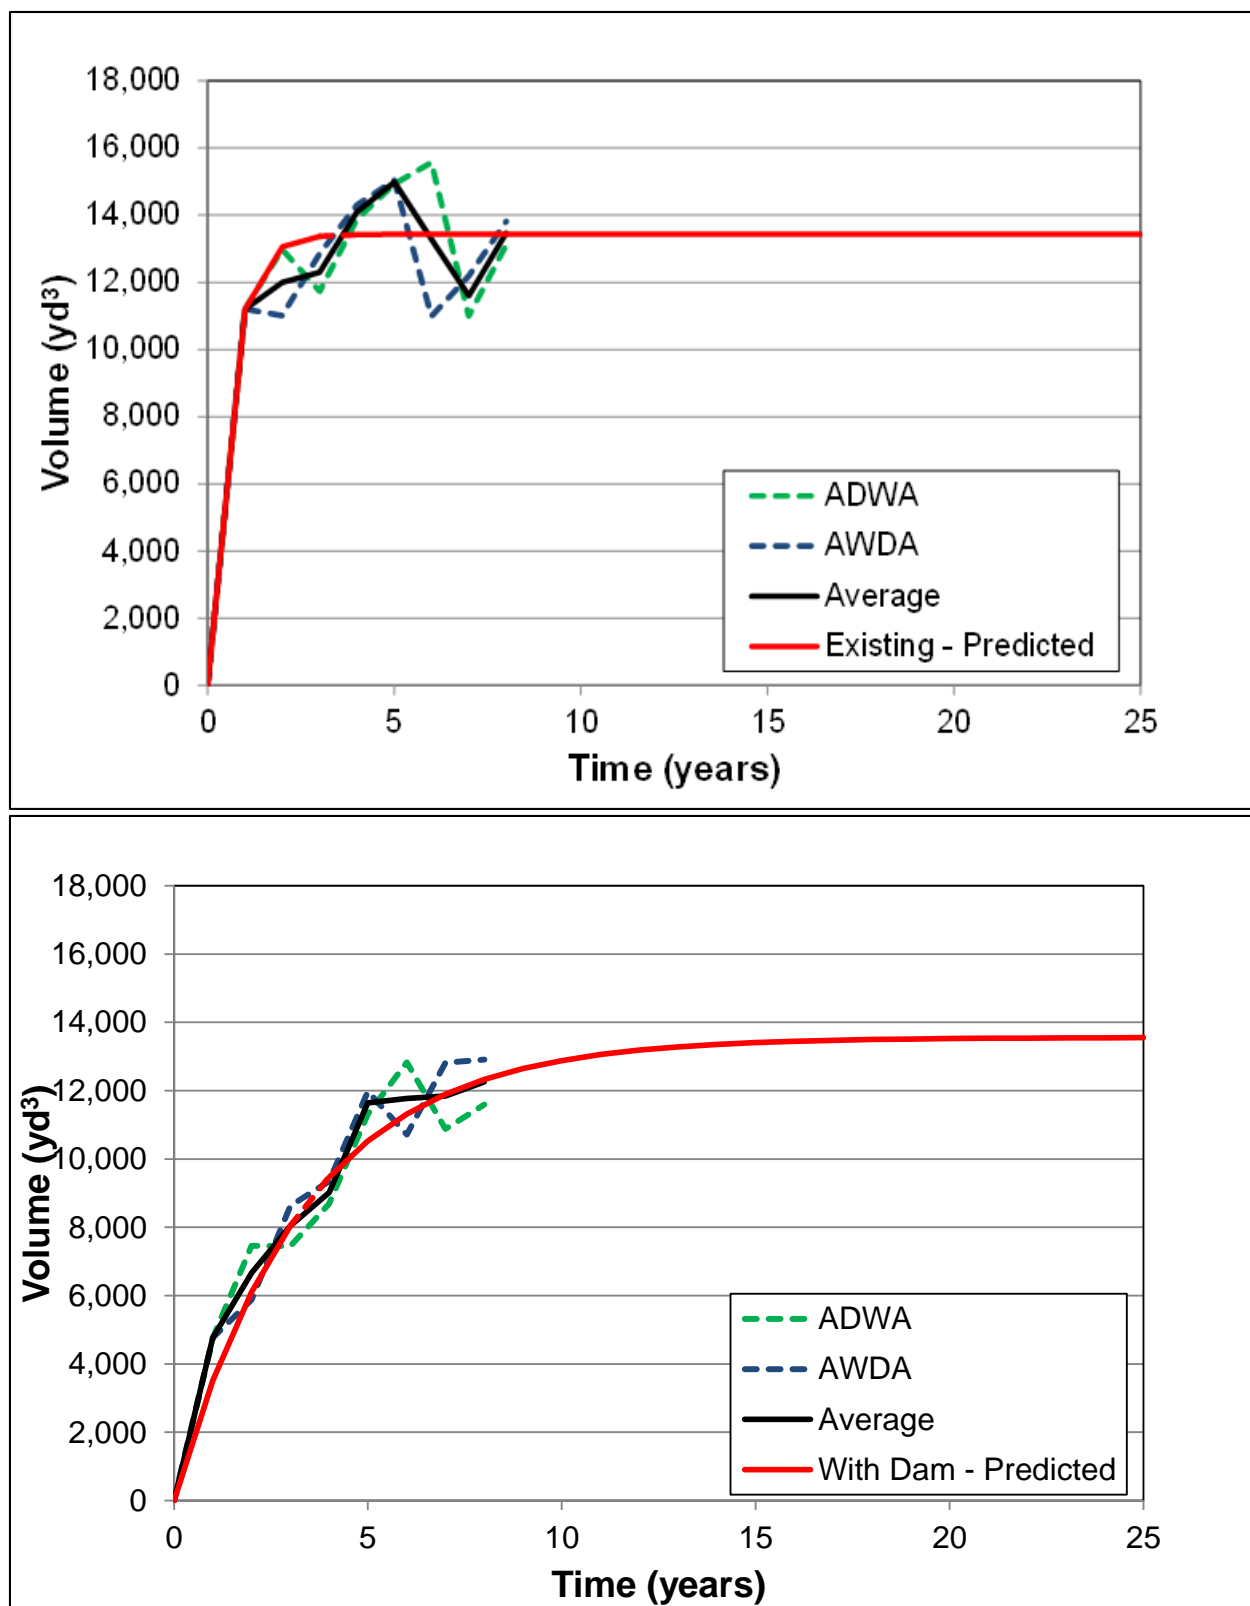 18,000
16,000
14,000
12,000
10,000
8,000
6,000
4,000
2,000
0
Volume (yd³)
0 5 10 15 20 25
Time (years)
ADWA
AWDA
Average
Existing - Predicted
18,000
16,000
14,000
12,000
10,000
8,000
6,000
4,000
2,000
0
Volume (yd³)
0 5 10 15 20 25
Time (years)
ADWA
AWDA
Average
With Dam - Predicted